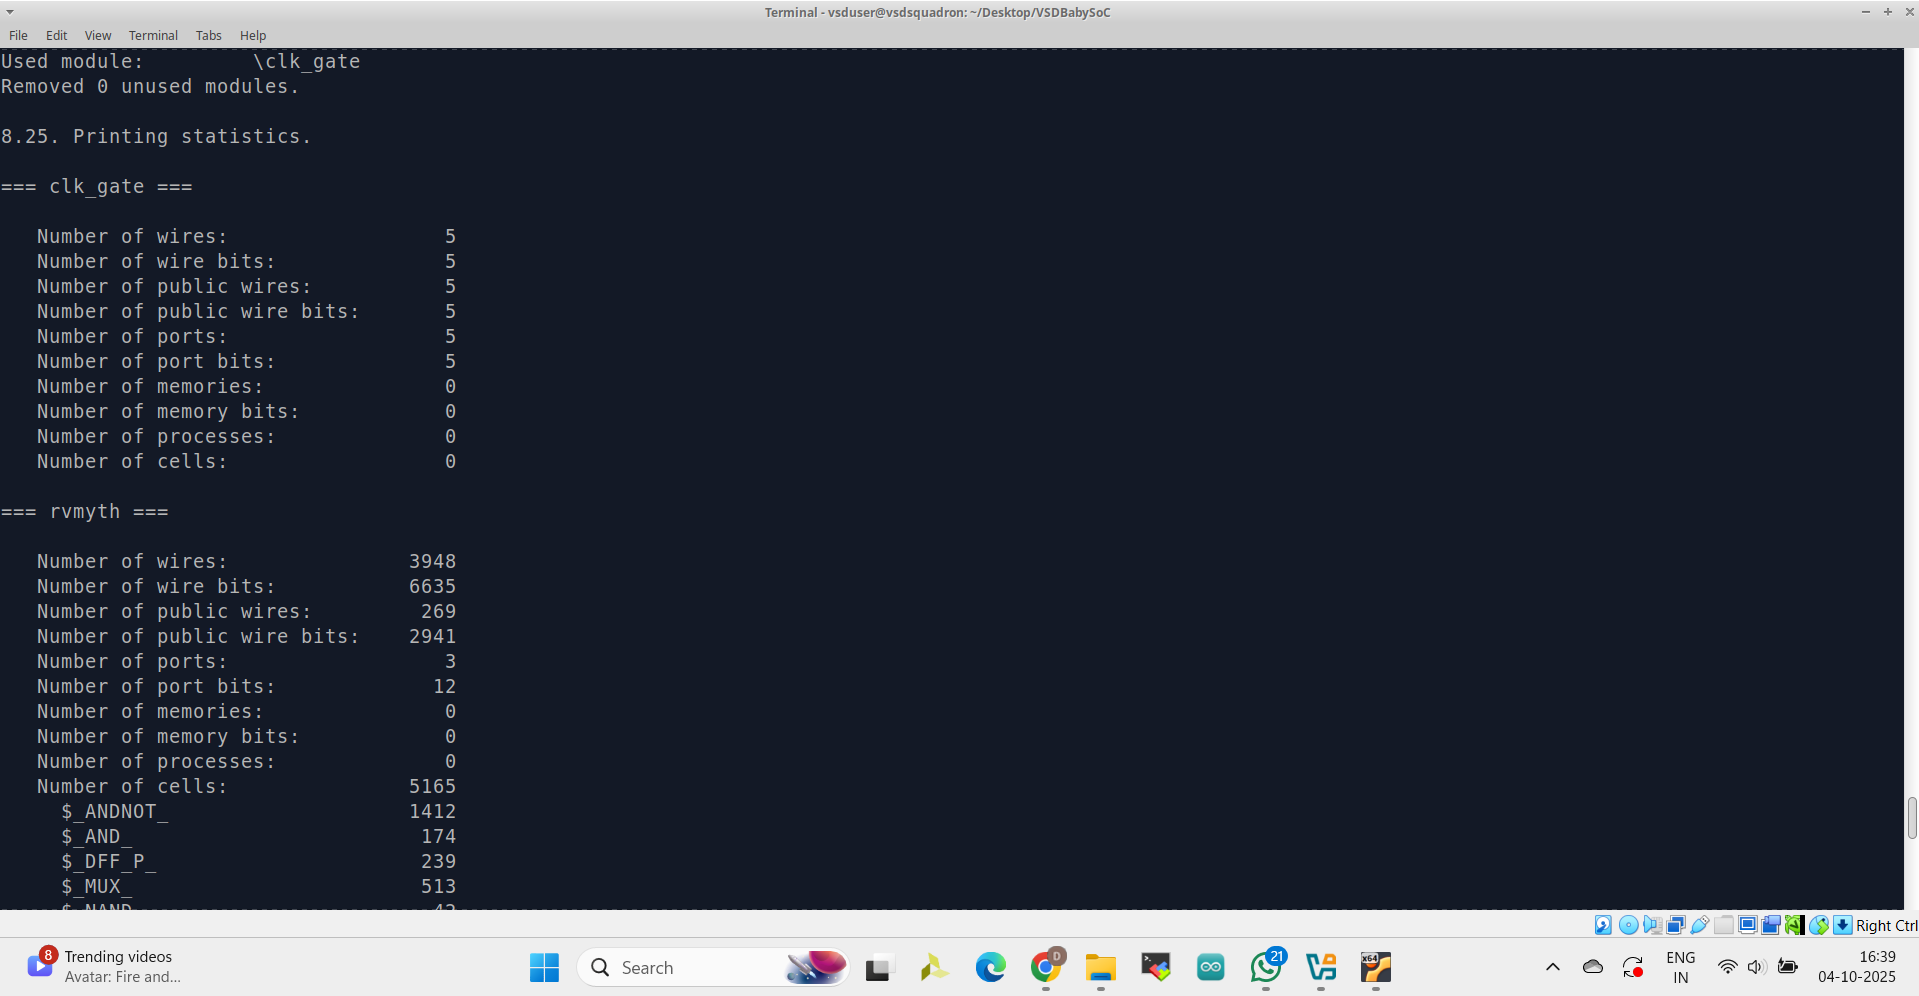 Terminal - vsduser@vsdsquadron: ~/Desktop/VSDBabySoC
File Edit View Terminal Tabs Help
Used module:         \clk_gate
Removed 0 unused modules.
8.25. Printing statistics.
=== clk_gate ===
Number of wires: 5
Number of wire bits: 5
Number of public wires: 5
Number of public wire bits: 5
Number of ports: 5
Number of port bits: 5
Number of memories: 0
Number of memory bits: 0
Number of processes: 0
Number of cells: 0
=== rvmyth ===
Number of wires: 3948
Number of wire bits: 6635
Number of public wires: 269
Number of public wire bits: 2941
Number of ports: 3
Number of port bits: 12
Number of memories: 0
Number of memory bits: 0
Number of processes: 0
Number of cells: 5165
$_ANDNOT_ 1412
$_AND_ 174
$_DFF_P_ 239
$_MUX_ 513
Right Ctrl
8
Trending videos
Avatar: Fire and...
Search
D
21
x64
ENG
IN
16:39
04-10-2025